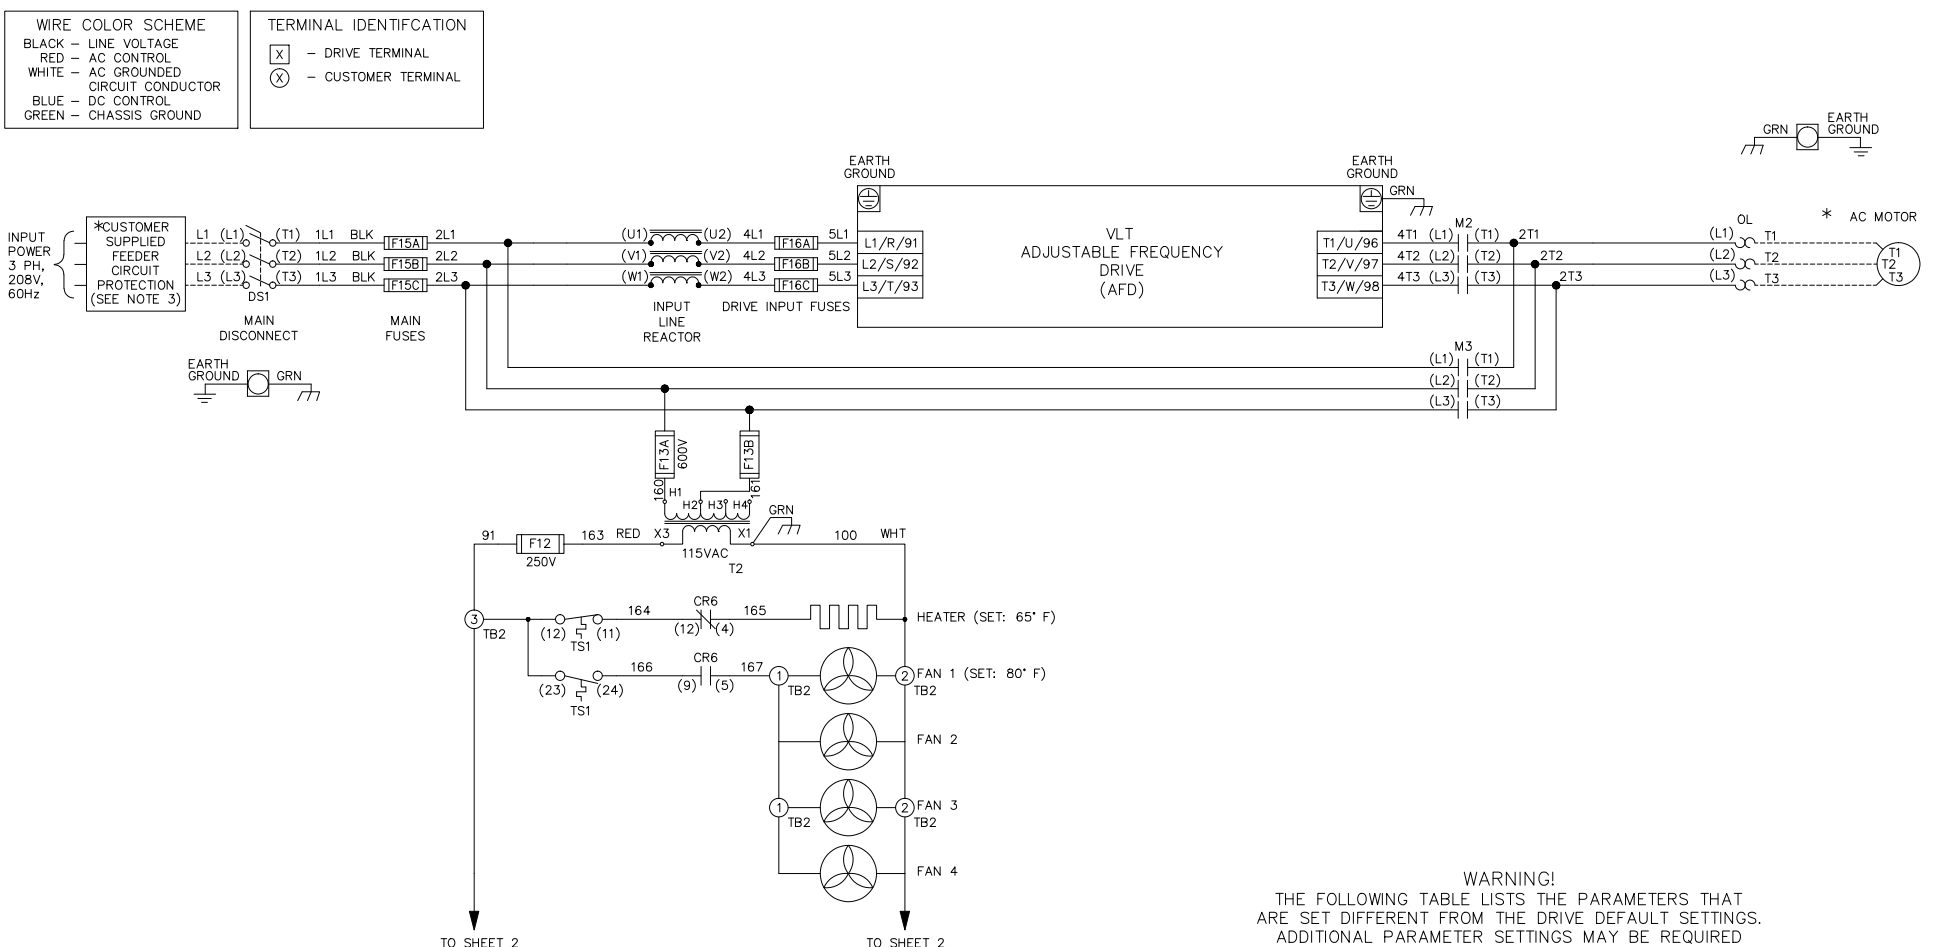 WIRE COLOR SCHEME
BLACK – LINE VOLTAGE
RED – AC CONTROL
WHITE – AC GROUNDED
CIRCUIT CONDUCTOR
BLUE – DC CONTROL
GREEN – CHASSIS GROUND
TERMINAL IDENTIFCATION
X – DRIVE TERMINAL
X – CUSTOMER TERMINAL
GRN
EARTH
GROUND
INPUT
POWER
3 PH,
208V,
60Hz
*CUSTOMER
SUPPLIED
FEEDER
CIRCUIT
PROTECTION
(SEE NOTE 3)
L1 (L1) (T1) 1L1 BLK F15A 2L1
L2 (L2) (T2) 1L2 BLK F15B 2L2
L3 (L3) (T3) 1L3 BLK F15C 2L3
DS1
MAIN
DISCONNECT
MAIN
FUSES
(U1) (U2) 4L1 F16A 5L1
(V1) (V2) 4L2 F16B 5L2
(W1) (W2) 4L3 F16C 5L3
INPUT
LINE
REACTOR
DRIVE INPUT FUSES
EARTH
GROUND
L1/R/91
L2/S/92
L3/T/93
VLT
ADJUSTABLE FREQUENCY
DRIVE
(AFD)
EARTH
GROUND
GRN
T1/U/96
T2/V/97
T3/W/98
M2
4T1 (L1) (T1) 2T1
4T2 (L2) (T2) 2T2
4T3 (L3) (T3) 2T3
OL
(L1) T1
(L2) T2
(L3) T3
* AC MOTOR
T1
T2
T3
M3
(L1) (T1)
(L2) (T2)
(L3) (T3)
EARTH
GROUND
GRN
F13A
600V
F13B
160
161
H1
H2 H3 H4
GRN
91 F12 163 RED X3 X1 100 WHT
250V
115VAC
T2
3
TB2
(12) (11)
TS1
164
CR6
(12) (4)
165
HEATER (SET: 65° F)
(23) (24)
TS1
166
CR6
(9) (5)
167
1
TB2
2
TB2
FAN 1 (SET: 80° F)
FAN 2
1
TB2
2
TB2
FAN 3
FAN 4
TO SHEET 2
TO SHEET 2
WARNING!
THE FOLLOWING TABLE LISTS THE PARAMETERS THAT
ARE SET DIFFERENT FROM THE DRIVE DEFAULT SETTINGS.
ADDITIONAL PARAMETER SETTINGS MAY BE REQUIRED